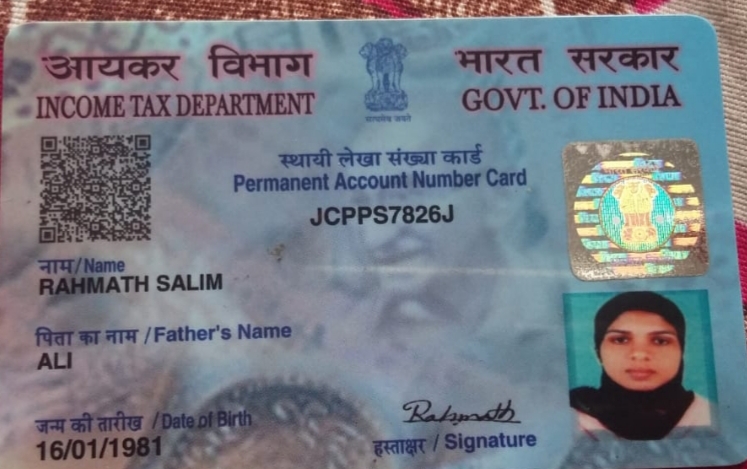 आयकर विभाग
INCOME TAX DEPARTMENT
भारत सरकार
GOVT. OF INDIA
सत्यमेव जयते
स्थायी लेखा संख्या कार्ड
Permanent Account Number Card
JCPPS7826J
नाम/Name
RAHMATH SALIM
पिता का नाम /Father's Name
ALI
जन्म की तारीख /Date of Birth
16/01/1981
Rahmath
हस्ताक्षर / Signature